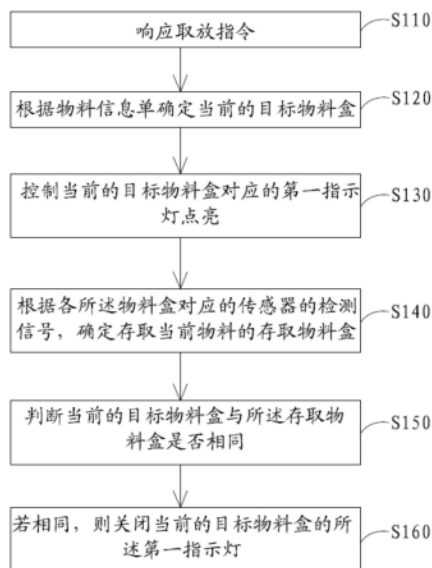 响应取放指令
S110
根据物料信息单确定当前的目标物料盒
S120
控制当前的目标物料盒对应的第一指示
灯点亮
S130
根据各所述物料盒对应的传感器的检测
信号，确定存取当前物料的存取物料盒
S140
判断当前的目标物料盒与所述存取物
料盒是否相同
S150
若相同，则关闭当前的目标物料盒的所
述第一指示灯
S160